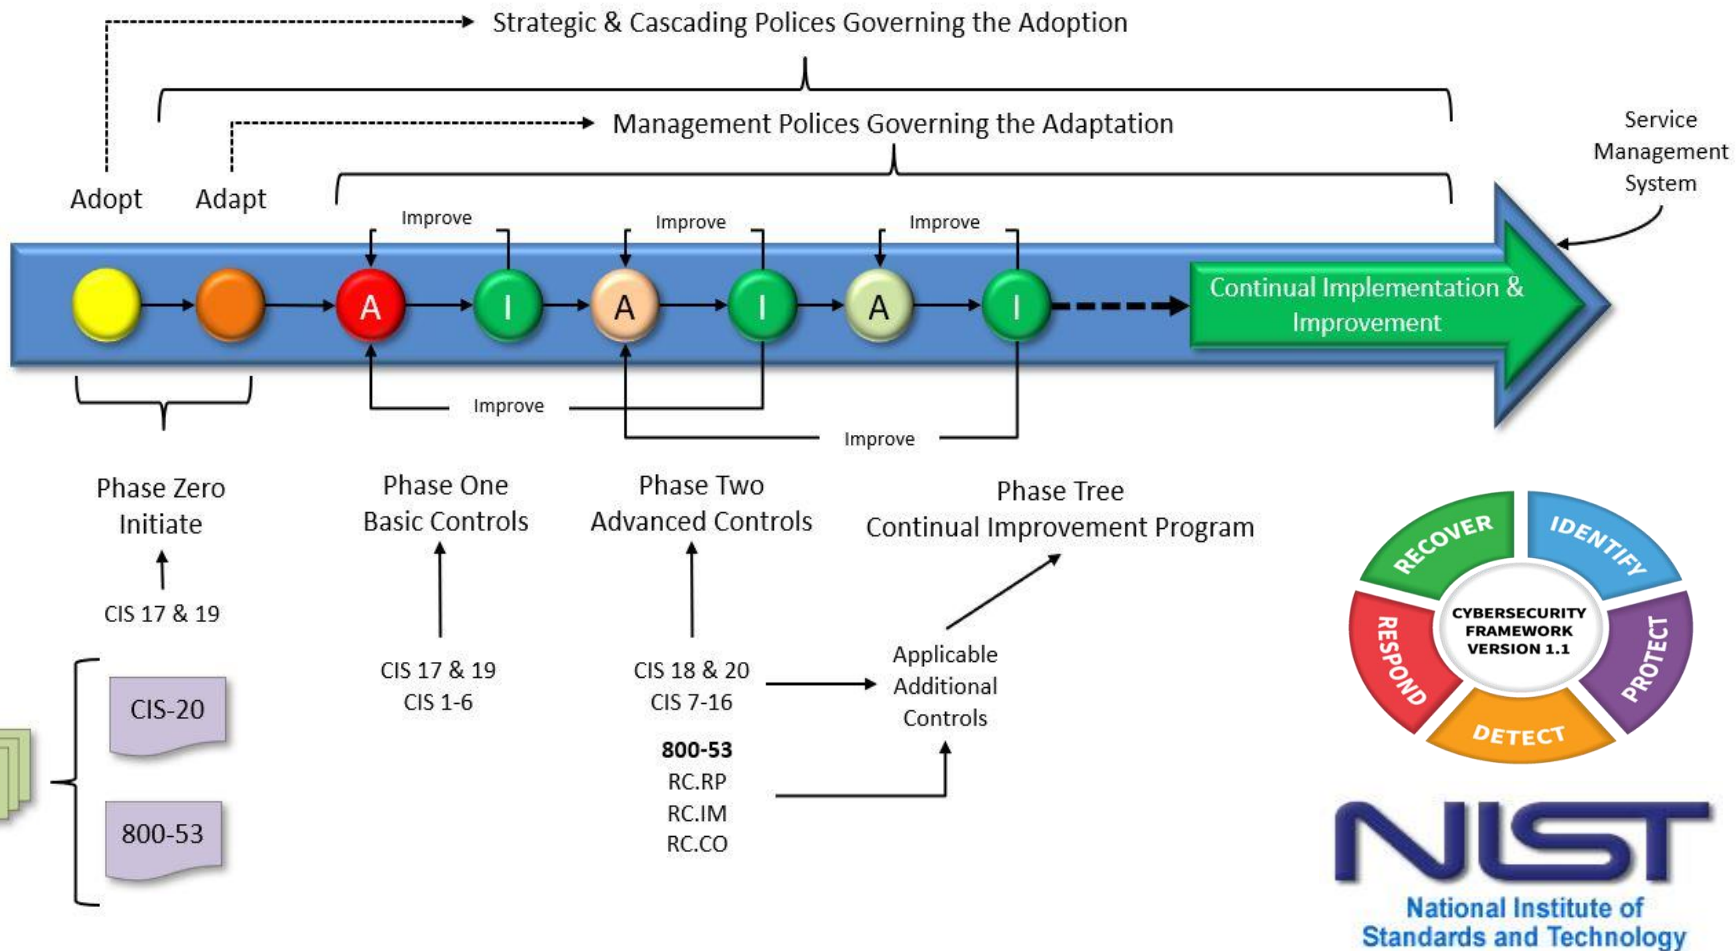 Strategic & Cascading Polices Governing the Adoption
Management Polices Governing the Adaptation
Service
Management
System
Adopt
Adapt
Improve
Improve
Improve
A
I
A
I
A
I
Continual Implementation &
Improvement
Improve
Improve
Phase Zero
Initiate
Phase One
Basic Controls
Phase Two
Advanced Controls
Phase Tree
Continual Improvement Program
CIS 17 & 19
CIS 17 & 19
CIS 1-6
CIS 18 & 20
CIS 7-16
800-53
RC.RP
RC.IM
RC.CO
Applicable
Additional
Controls
CIS-20
800-53
RECOVER
IDENTIFY
PROTECT
DETECT
RESPOND
CYBERSECURITY
FRAMEWORK
VERSION 1.1
NIST
National Institute of
Standards and Technology